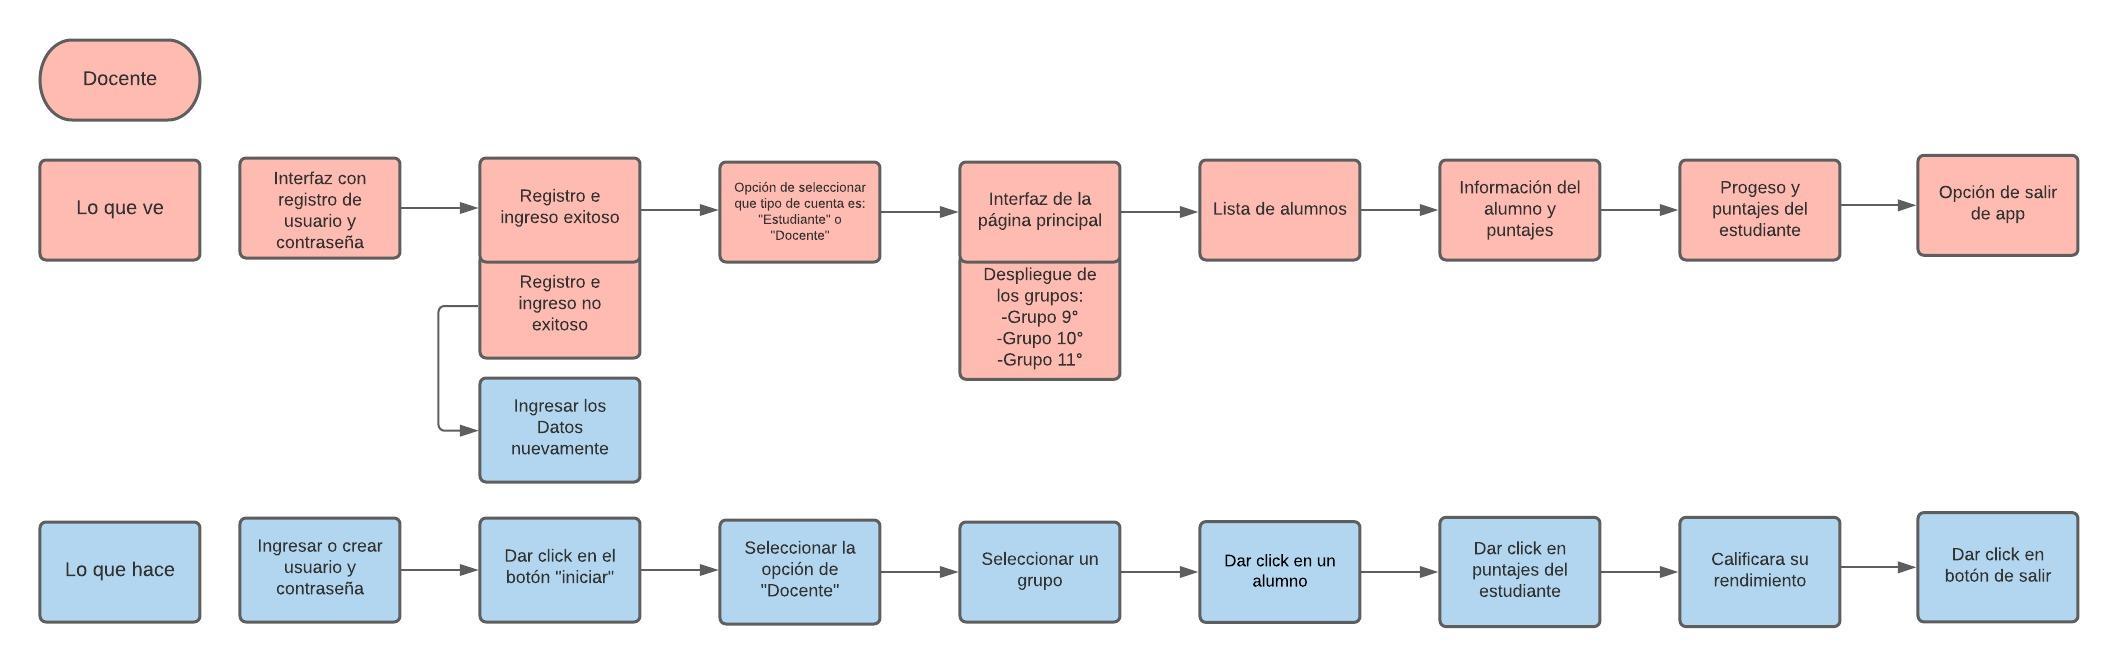 Docente
Lo que ve
Interfaz con
registro de
usuario y
contraseña
Registro e
ingreso exitoso
Opción de seleccionar
que tipo de cuenta es:
"Estudiante" o
"Docente"
Interfaz de la
página principal
Lista de alumnos
Información del
alumno y
puntajes
Progeso y
puntajes del
estudiante
Opción de salir
de app
Registro e
ingreso no
exitoso
Despliegue de
los grupos:
-Grupo 9°
-Grupo 10°
-Grupo 11°
Ingresar los
Datos
nuevamente
Lo que hace
Ingresar o crear
usuario y
contraseña
Dar click en el
botón "iniciar"
Seleccionar la
opción de
"Docente"
Seleccionar un
grupo
Dar click en un
alumno
Dar click en
puntajes del
estudiante
Calificara su
rendimiento
Dar click en
botón de salir